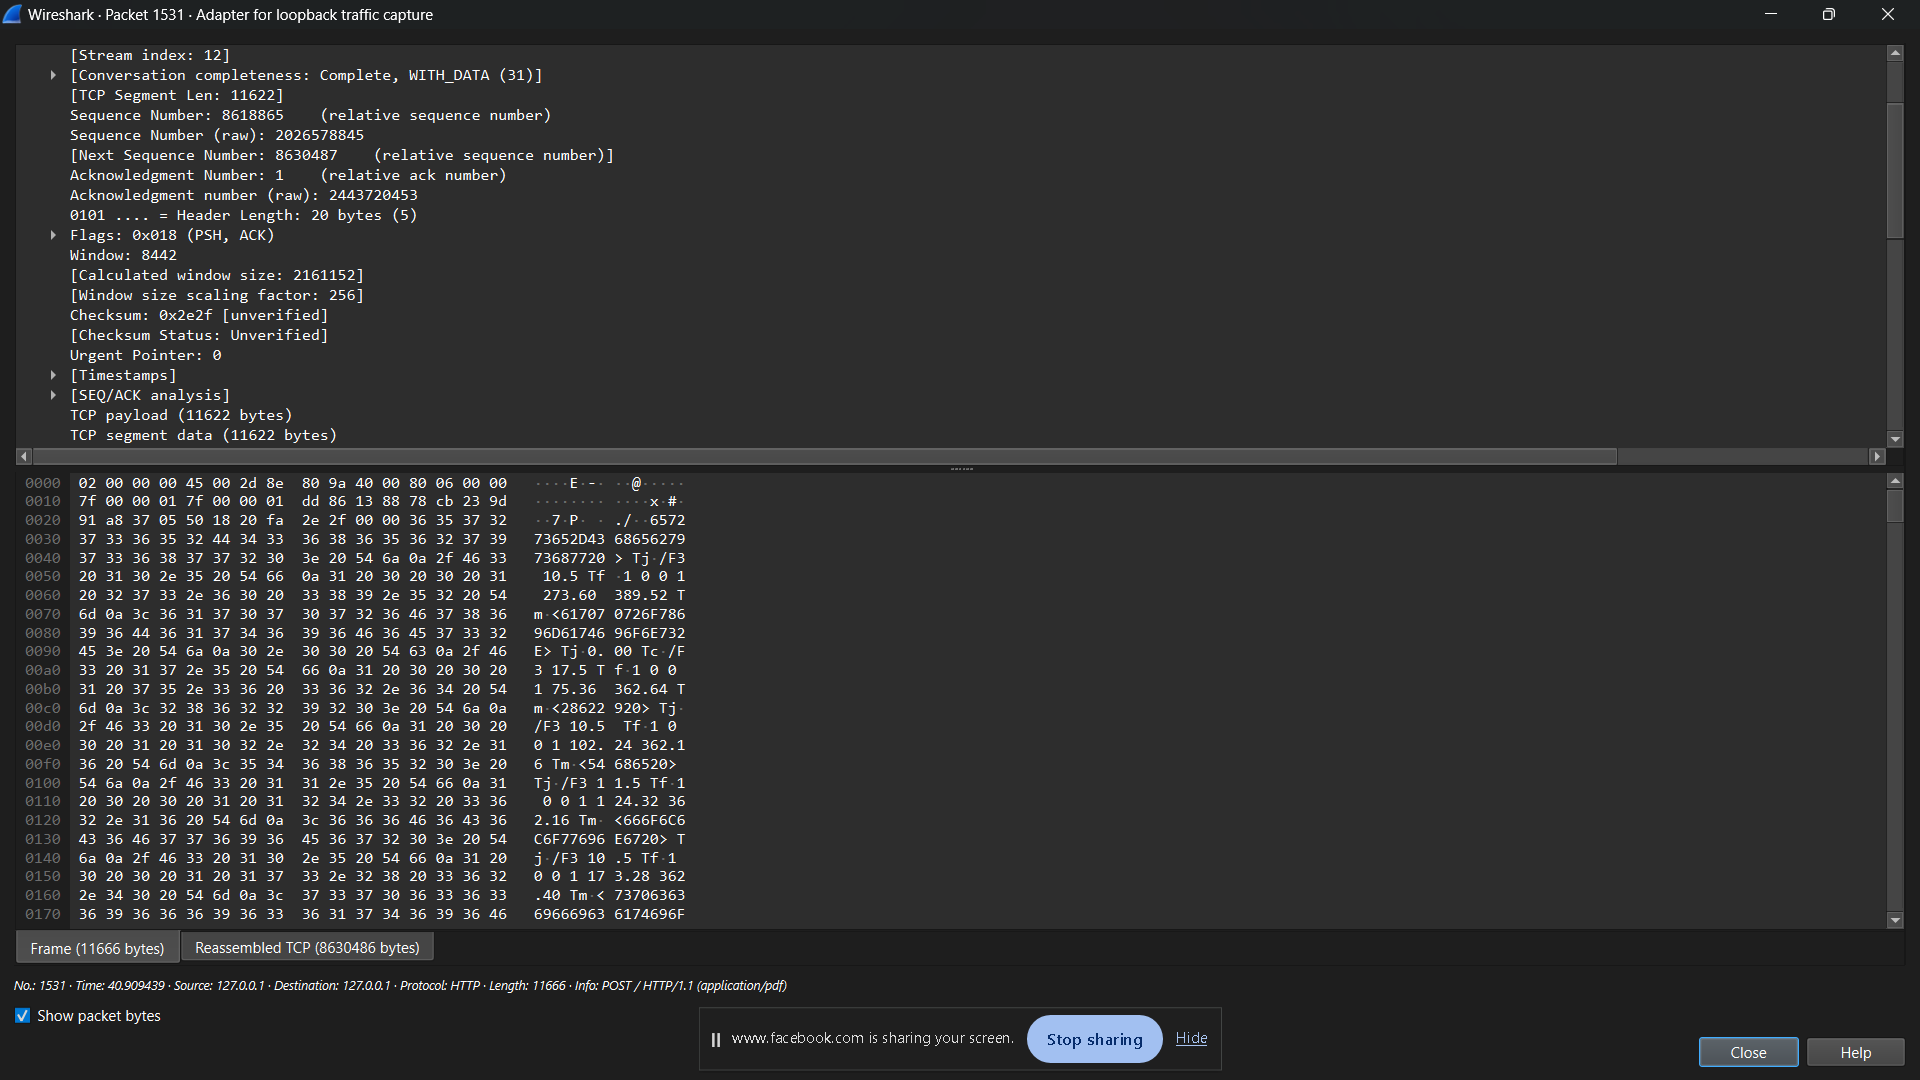 Wireshark · Packet 1531 · Adapter for loopback traffic capture
[Stream index: 12]
[Conversation completeness: Complete, WITH_DATA (31)]
[TCP Segment Len: 11622]
Sequence Number: 8618865    (relative sequence number)
Sequence Number (raw): 2026578845
[Next Sequence Number: 8630487    (relative sequence number)]
Acknowledgment Number: 1    (relative ack number)
Acknowledgment number (raw): 2443720453
0101 .... = Header Length: 20 bytes (5)
Flags: 0x018 (PSH, ACK)
Window: 8442
[Calculated window size: 2161152]
[Window size scaling factor: 256]
Checksum: 0x2e2f [unverified]
[Checksum Status: Unverified]
Urgent Pointer: 0
[Timestamps]
[SEQ/ACK analysis]
TCP payload (11622 bytes)
TCP segment data (11622 bytes)
0000  02 00 00 00 45 00 2d 8e  80 9a 40 00 80 06 00 00   ····E·-· ··@·····
0010  7f 00 00 01 7f 00 00 01  dd 86 13 88 78 cb 23 9d   ········ ····x·#·
0020  91 a8 37 05 50 18 20 fa  2e 2f 00 00 36 35 37 32   ··7·P· · ./··6572
0030  37 33 36 35 32 44 34 33  36 38 36 35 36 32 37 39   73652D43 68656279
0040  37 33 36 38 37 37 32 30  3e 20 54 6a 0a 2f 46 33   73687720 > Tj·/F3
0050  20 31 30 2e 35 20 54 66  0a 31 20 30 20 30 20 31    10.5 Tf ·1 0 0 1
0060  20 32 37 33 2e 36 30 20  33 38 39 2e 35 32 20 54    273.60  389.52 T
0070  6d 0a 3c 36 31 37 30 37  30 37 32 36 46 37 38 36   m·<61707 0726F786
0080  39 36 44 36 31 37 34 36  39 36 46 36 45 37 33 32   96D61746 96F6E732
0090  45 3e 20 54 6a 0a 30 2e  30 30 20 54 63 0a 2f 46   E> Tj·0. 00 Tc·/F
00a0  33 20 31 37 2e 35 20 54  66 0a 31 20 30 20 30 20   3 17.5 T f·1 0 0
00b0  31 20 37 35 2e 33 36 20  33 36 32 2e 36 34 20 54   1 75.36  362.64 T
00c0  6d 0a 3c 32 38 36 32 32  39 32 30 3e 20 54 6a 0a   m·<28622 920> Tj·
00d0  2f 46 33 20 31 30 2e 35  20 54 66 0a 31 20 30 20   /F3 10.5  Tf·1 0
00e0  30 20 31 20 31 30 32 2e  32 34 20 33 36 32 2e 31   0 1 102. 24 362.1
00f0  36 20 54 6d 0a 3c 35 34  36 38 36 35 32 30 3e 20   6 Tm·<54 686520>
0100  54 6a 0a 2f 46 33 20 31  31 2e 35 20 54 66 0a 31   Tj·/F3 1 1.5 Tf·1
0110  20 30 20 30 20 31 20 31  32 34 2e 33 32 20 33 36    0 0 1 1 24.32 36
0120  32 2e 31 36 20 54 6d 0a  3c 36 36 36 46 36 43 36   2.16 Tm· <666F6C6
0130  43 36 46 37 37 36 39 36  45 36 37 32 30 3e 20 54   C6F77696 E6720> T
0140  6a 0a 2f 46 33 20 31 30  2e 35 20 54 66 0a 31 20   j·/F3 10 .5 Tf·1
0150  30 20 30 20 31 20 31 37  33 2e 32 38 20 33 36 32   0 0 1 17 3.28 362
0160  2e 34 30 20 54 6d 0a 3c  37 33 37 30 36 33 36 33   .40 Tm·< 73706363
0170  36 39 36 36 36 39 36 33  36 31 37 34 36 39 36 46   69666963 6174696F
Frame (11666 bytes)  Reassembled TCP (8630486 bytes)
No.: 1531 · Time: 40.909439 · Source: 127.0.0.1 · Destination: 127.0.0.1 · Protocol: HTTP · Length: 11666 · Info: POST / HTTP/1.1 (application/pdf)
Show packet bytes
www.facebook.com is sharing your screen.  Stop sharing  Hide
Close  Help